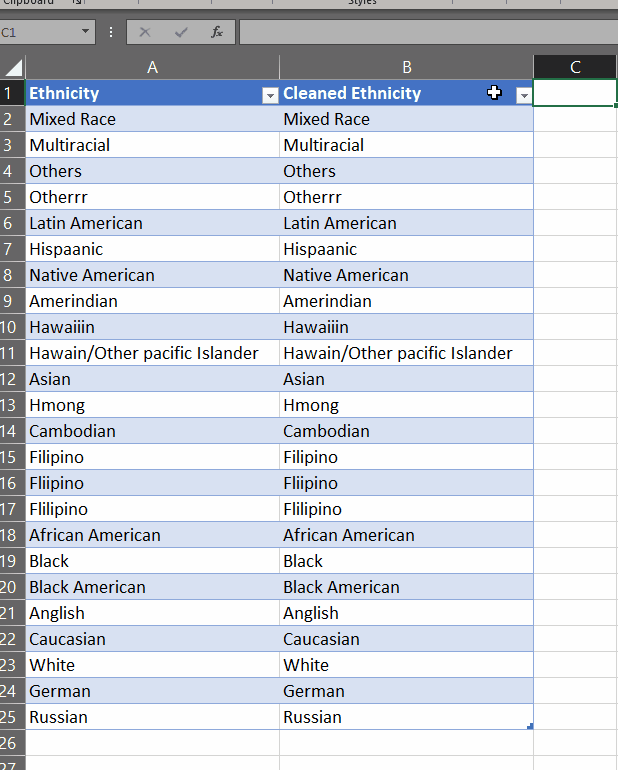 Clipboard Styles
C1 fx
A B C
1 Ethnicity Cleaned Ethnicity
2 Mixed Race Mixed Race
3 Multiracial Multiracial
4 Others Others
5 Otherrr Otherrr
6 Latin American Latin American
7 Hispaanic Hispaanic
8 Native American Native American
9 Amerindian Amerindian
10 Hawaiiin Hawaiiin
11 Hawain/Other pacific Islander Hawain/Other pacific Islander
12 Asian Asian
13 Hmong Hmong
14 Cambodian Cambodian
15 Filipino Filipino
16 Fliipino Fliipino
17 Flilipino Flilipino
18 African American African American
19 Black Black
20 Black American Black American
21 Anglish Anglish
22 Caucasian Caucasian
23 White White
24 German German
25 Russian Russian
26
27